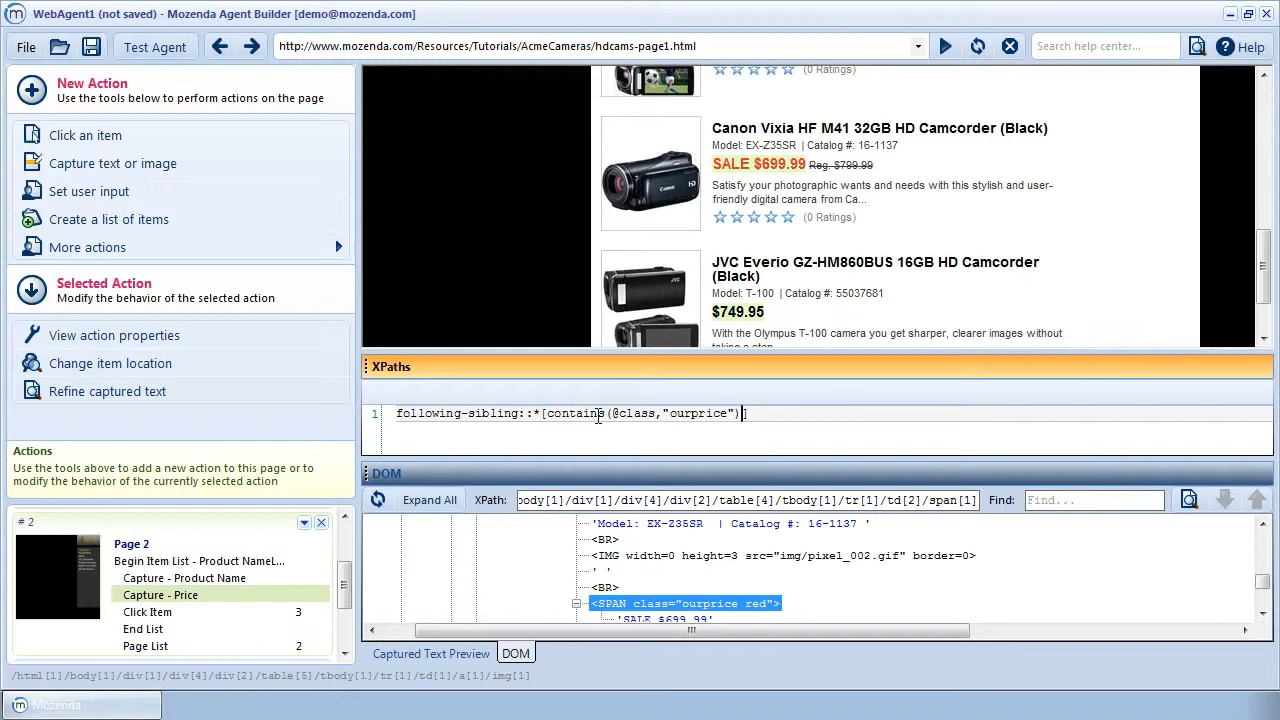 WebAgent1 (not saved) - Mozenda Agent Builder [demo@mozenda.com]
File
Test Agent
http://www.mozenda.com/Resources/Tutorials/AcmeCameras/hdcams-page1.html
Search help center...
Help
New Action
Use the tools below to perform actions on the page
Click an item
Capture text or image
Set user input
Create a list of items
More actions
Selected Action
Modify the behavior of the selected action
View action properties
Change item location
Refine captured text
Actions
Use the tools above to add a new action to this page or to
modify the behavior of the currently selected action
# 2
Page 2
Begin Item List - Product NameL...
Capture - Product Name
Capture - Price
Click Item 3
End List
Page List 2
(0 Ratings)
Canon Vixia HF M41 32GB HD Camcorder (Black)
Model: EX-Z35SR | Catalog #: 16-1137
SALE $699.99 Reg. $799.99
Satisfy your photographic wants and needs with this stylish and user-
friendly digital camera from Ca...
(0 Ratings)
JVC Everio GZ-HM860BUS 16GB HD Camcorder
(Black)
Model: T-100 | Catalog #: 55037681
$749.95
With the Olympus T-100 camera you get sharper, clearer images without
taking a step
XPaths
1 following-sibling::*[contains(@class,"ourprice")]
DOM
Expand All XPath: body[1]/div[1]/div[4]/div[2]/table[4]/tbody[1]/tr[1]/td[2]/span[1] Find: Find...
'Model: EX-Z35SR | Catalog #: 16-1137 '
<BR>
<IMG width=0 height=3 src="img/pixel_002.gif" border=0>
' '
<BR>
<SPAN class="ourprice red">
'SALE $699.99'
Captured Text Preview DOM
/html[1]/body[1]/div[1]/div[4]/div[2]/table[5]/tbody[1]/tr[1]/td[1]/a[1]/img[1]
Mozenda